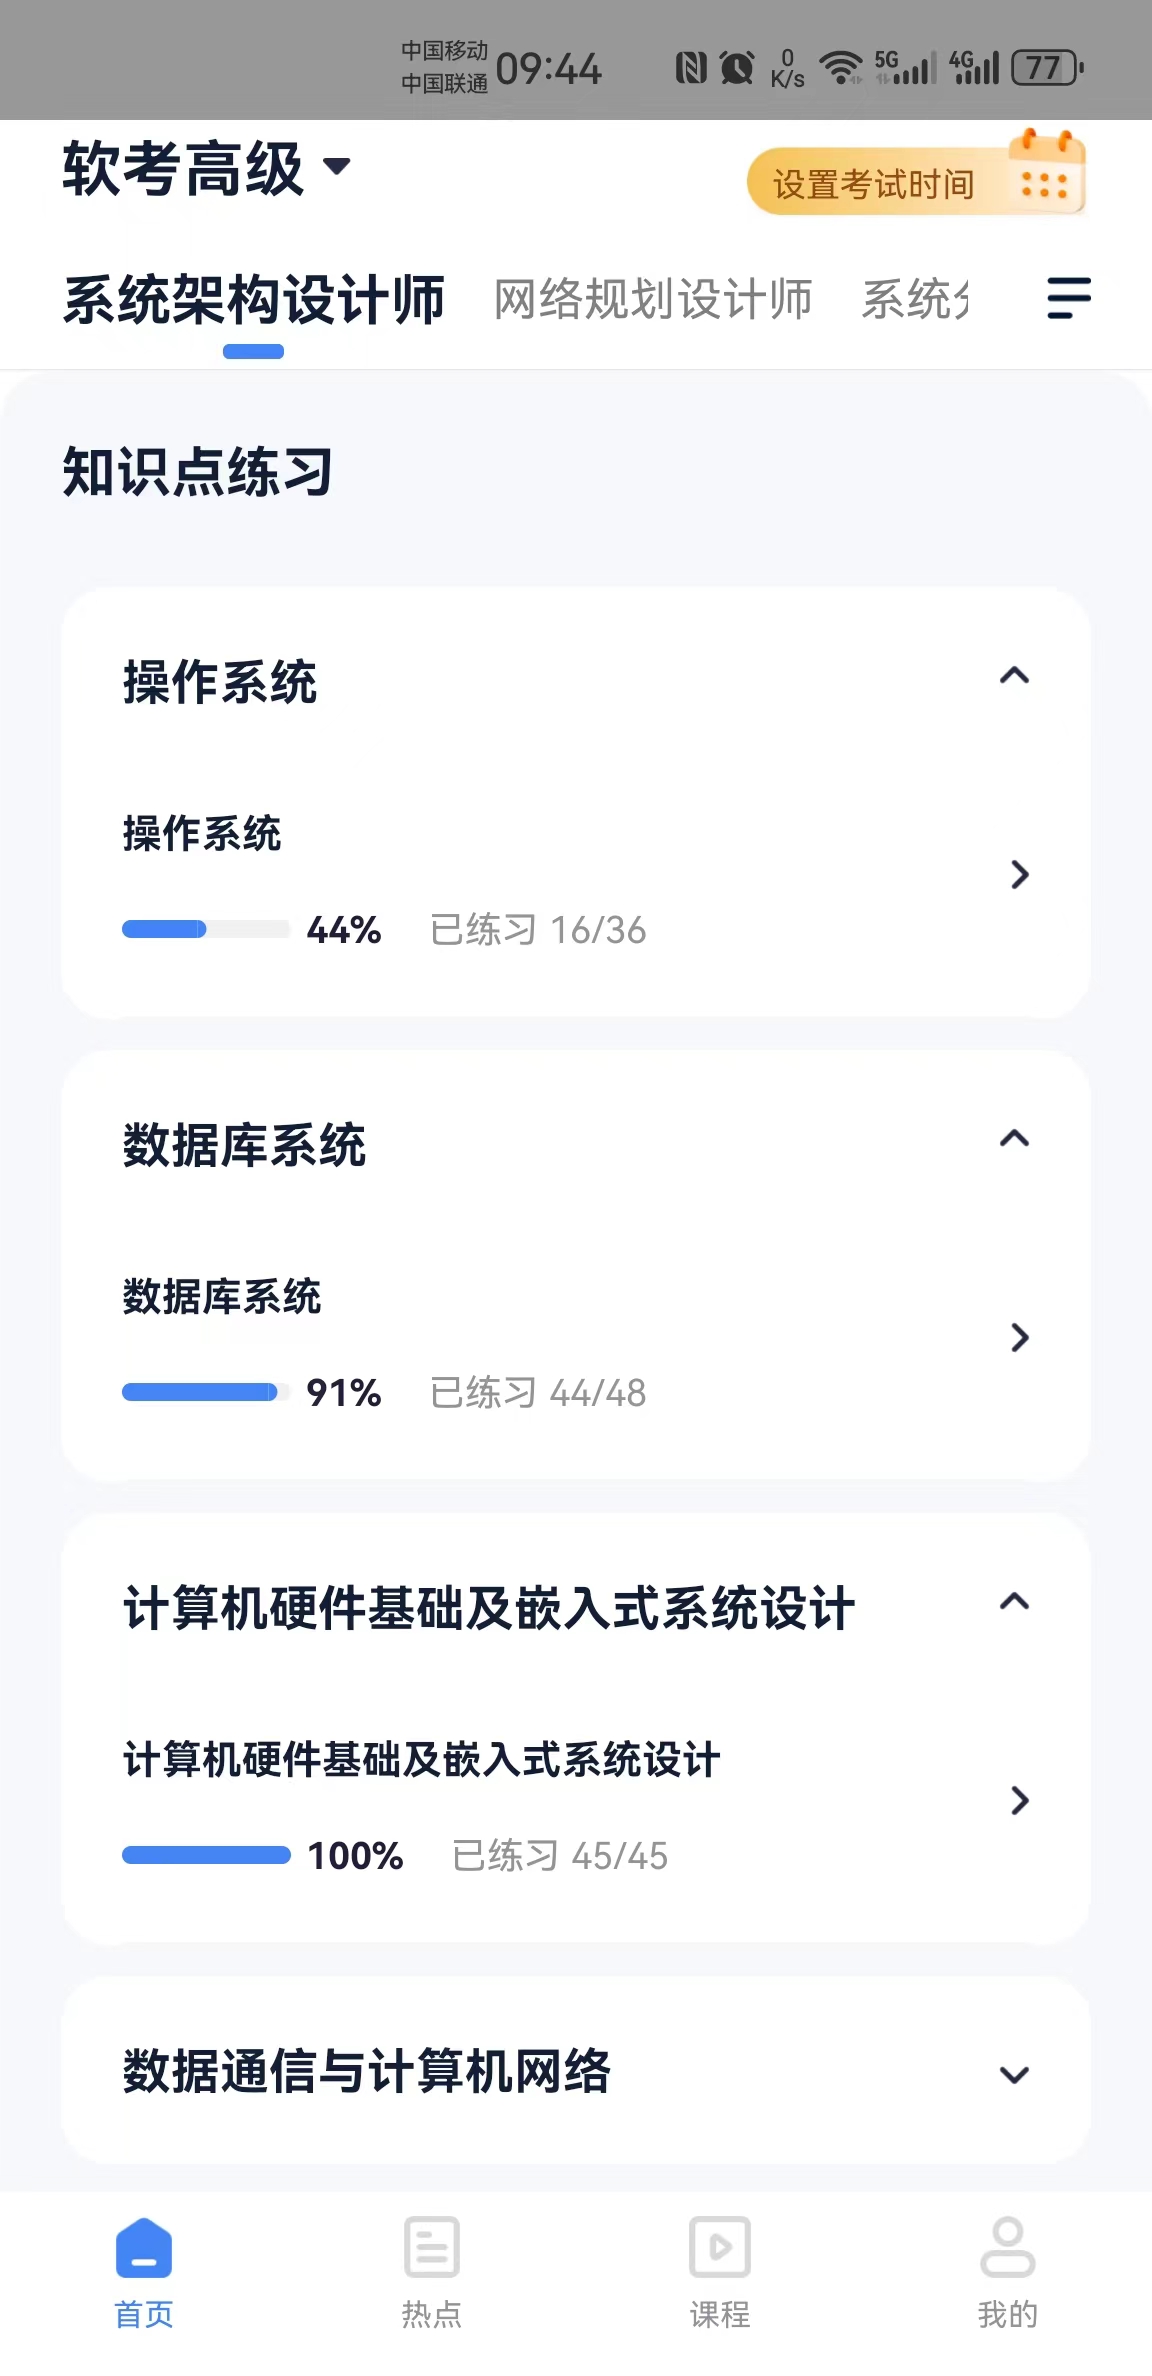 中国移动
中国联通
09:44
0
K/s
5G
4G
77
软考高级
设置考试时间
系统架构设计师 网络规划设计师 系统
知识点练习
操作系统
操作系统
44% 已练习 16/36
数据库系统
数据库系统
91% 已练习 44/48
计算机硬件基础及嵌入式系统设计
计算机硬件基础及嵌入式系统设计
100% 已练习 45/45
数据通信与计算机网络
首页 热点 课程 我的